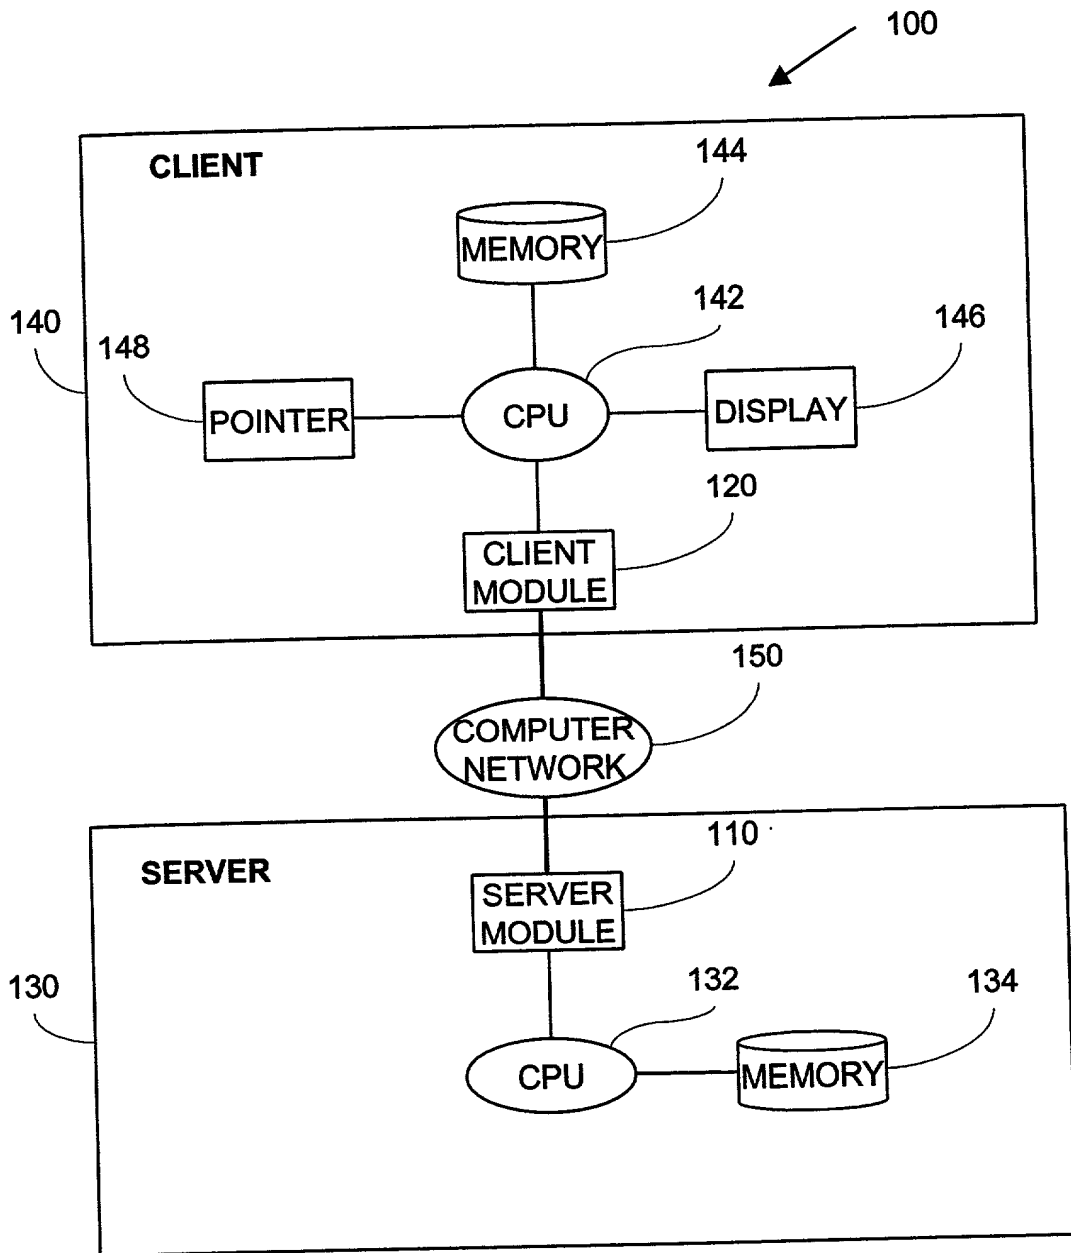 100
CLIENT
144
MEMORY
142
146
140
148
CPU
POINTER
DISPLAY
120
CLIENT
MODULE
150
COMPUTER
NETWORK
110
SERVER
SERVER
MODULE
130
132
134
CPU
MEMORY